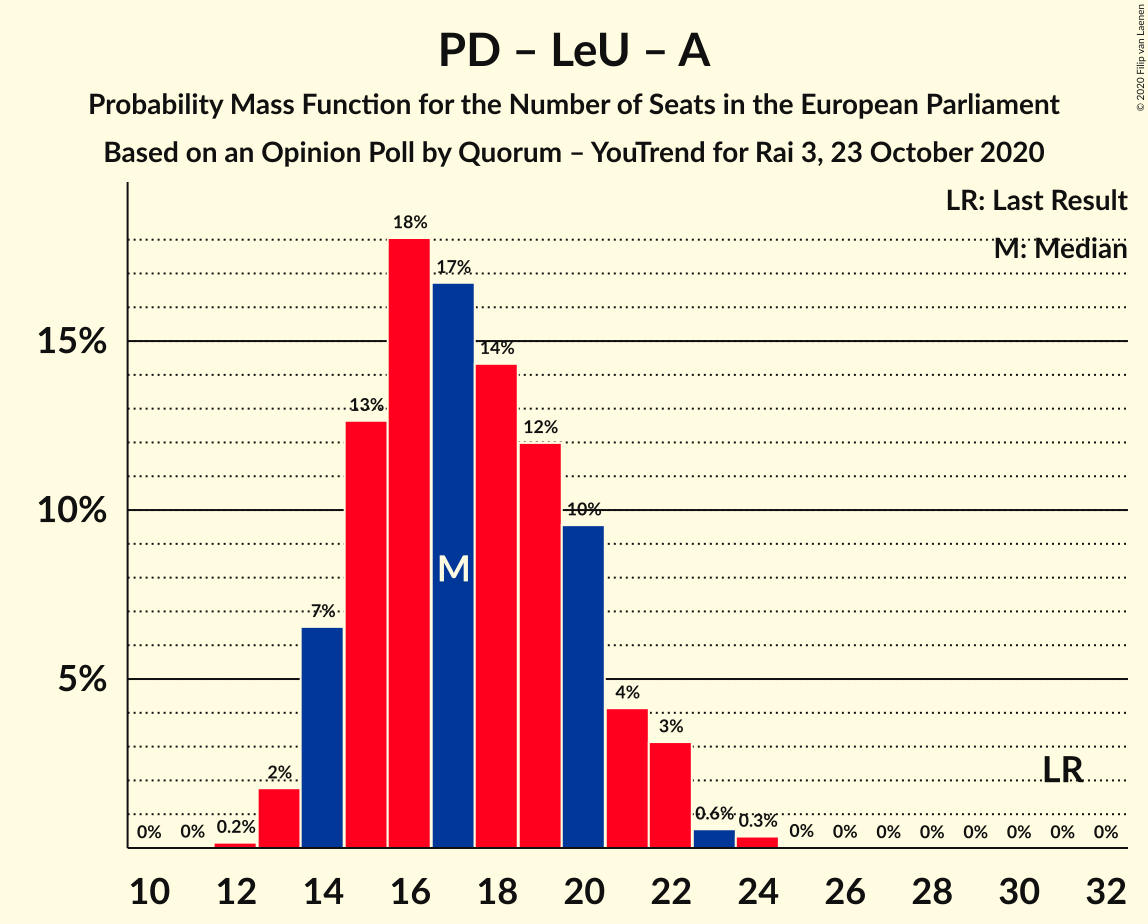 PD – LeU – A
Probability Mass Function for the Number of Seats in the European Parliament
Based on an Opinion Poll by Quorum – YouTrend for Rai 3, 23 October 2020
© 2020 Filip van Laenen
LR: Last Result
M: Median
15%
10%
5%
0%
0%
0.2%
2%
7%
13%
18%
17%
14%
12%
10%
4%
3%
0.6%
0.3%
0%
0%
0%
0%
0%
0%
0%
0%
M
LR
10 12 14 16 18 20 22 24 26 28 30 32